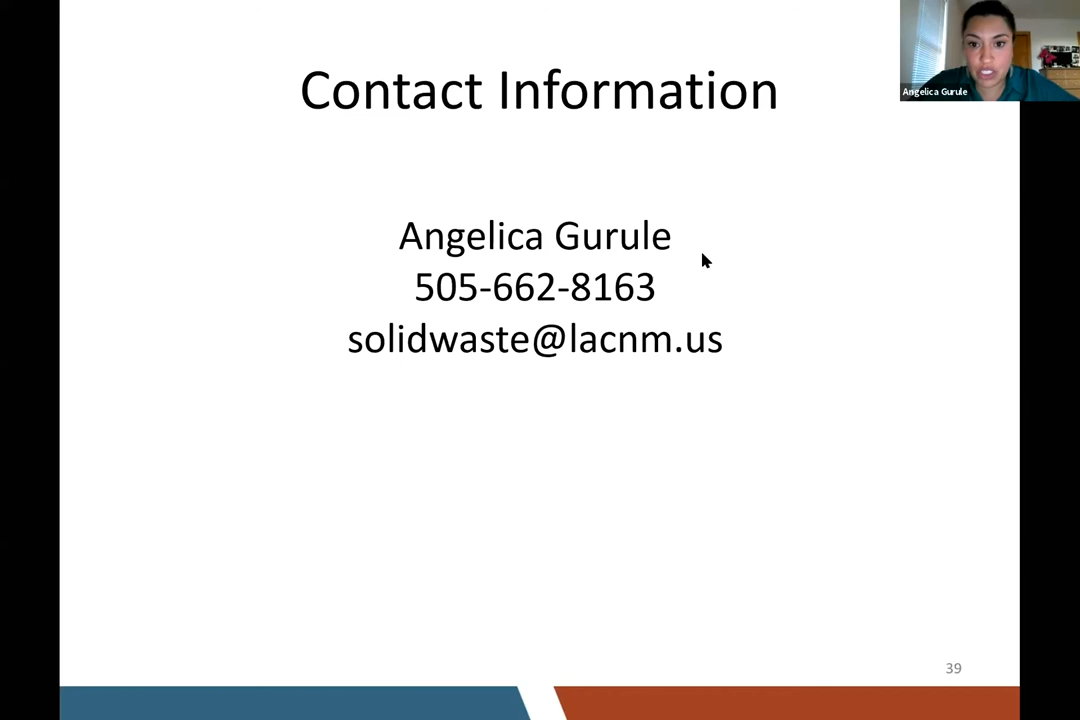 Contact Information
Angelica Gurule
Angelica Gurule
505-662-8163
solidwaste@lacnm.us
39